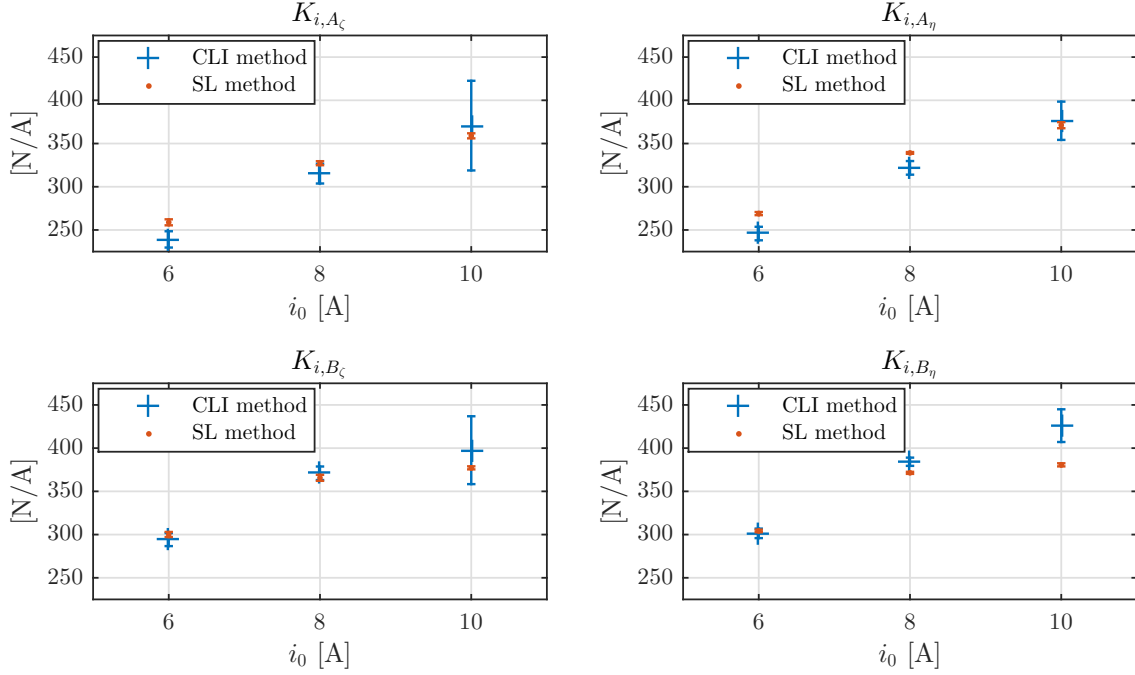 K_{i,A_ζ}
450
400
350
300
250
[N/A]
CLI method
SL method
6 8 10
i_0 [A]
K_{i,A_η}
450
400
350
300
250
[N/A]
CLI method
SL method
6 8 10
i_0 [A]
K_{i,B_ζ}
450
400
350
300
250
[N/A]
CLI method
SL method
6 8 10
i_0 [A]
K_{i,B_η}
450
400
350
300
250
[N/A]
CLI method
SL method
6 8 10
i_0 [A]